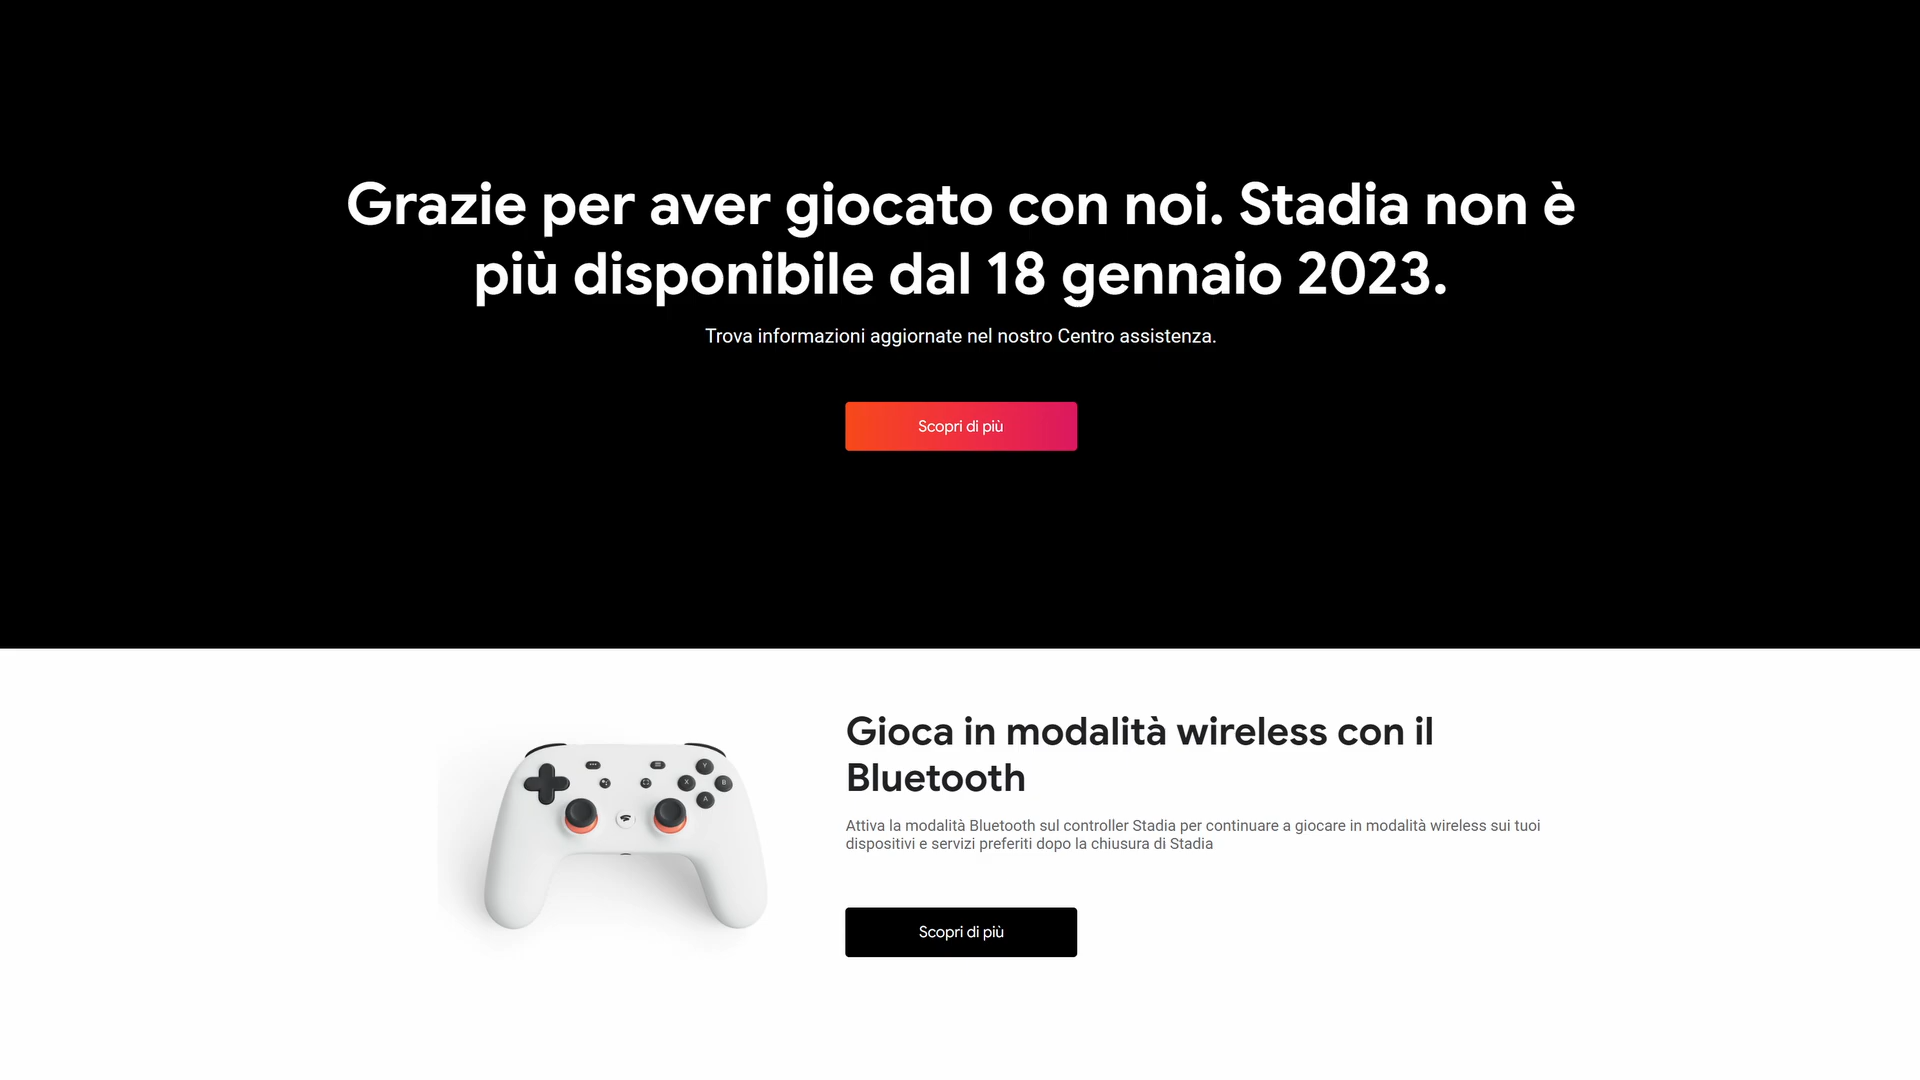 Grazie per aver giocato con noi. Stadia non è
più disponibile dal 18 gennaio 2023.
Trova informazioni aggiornate nel nostro Centro assistenza.
Scopri di più
Gioca in modalità wireless con il
Bluetooth
Attiva la modalità Bluetooth sul controller Stadia per continuare a giocare in modalità wireless sui tuoi
dispositivi e servizi preferiti dopo la chiusura di Stadia
Scopri di più
Y
X
B
A